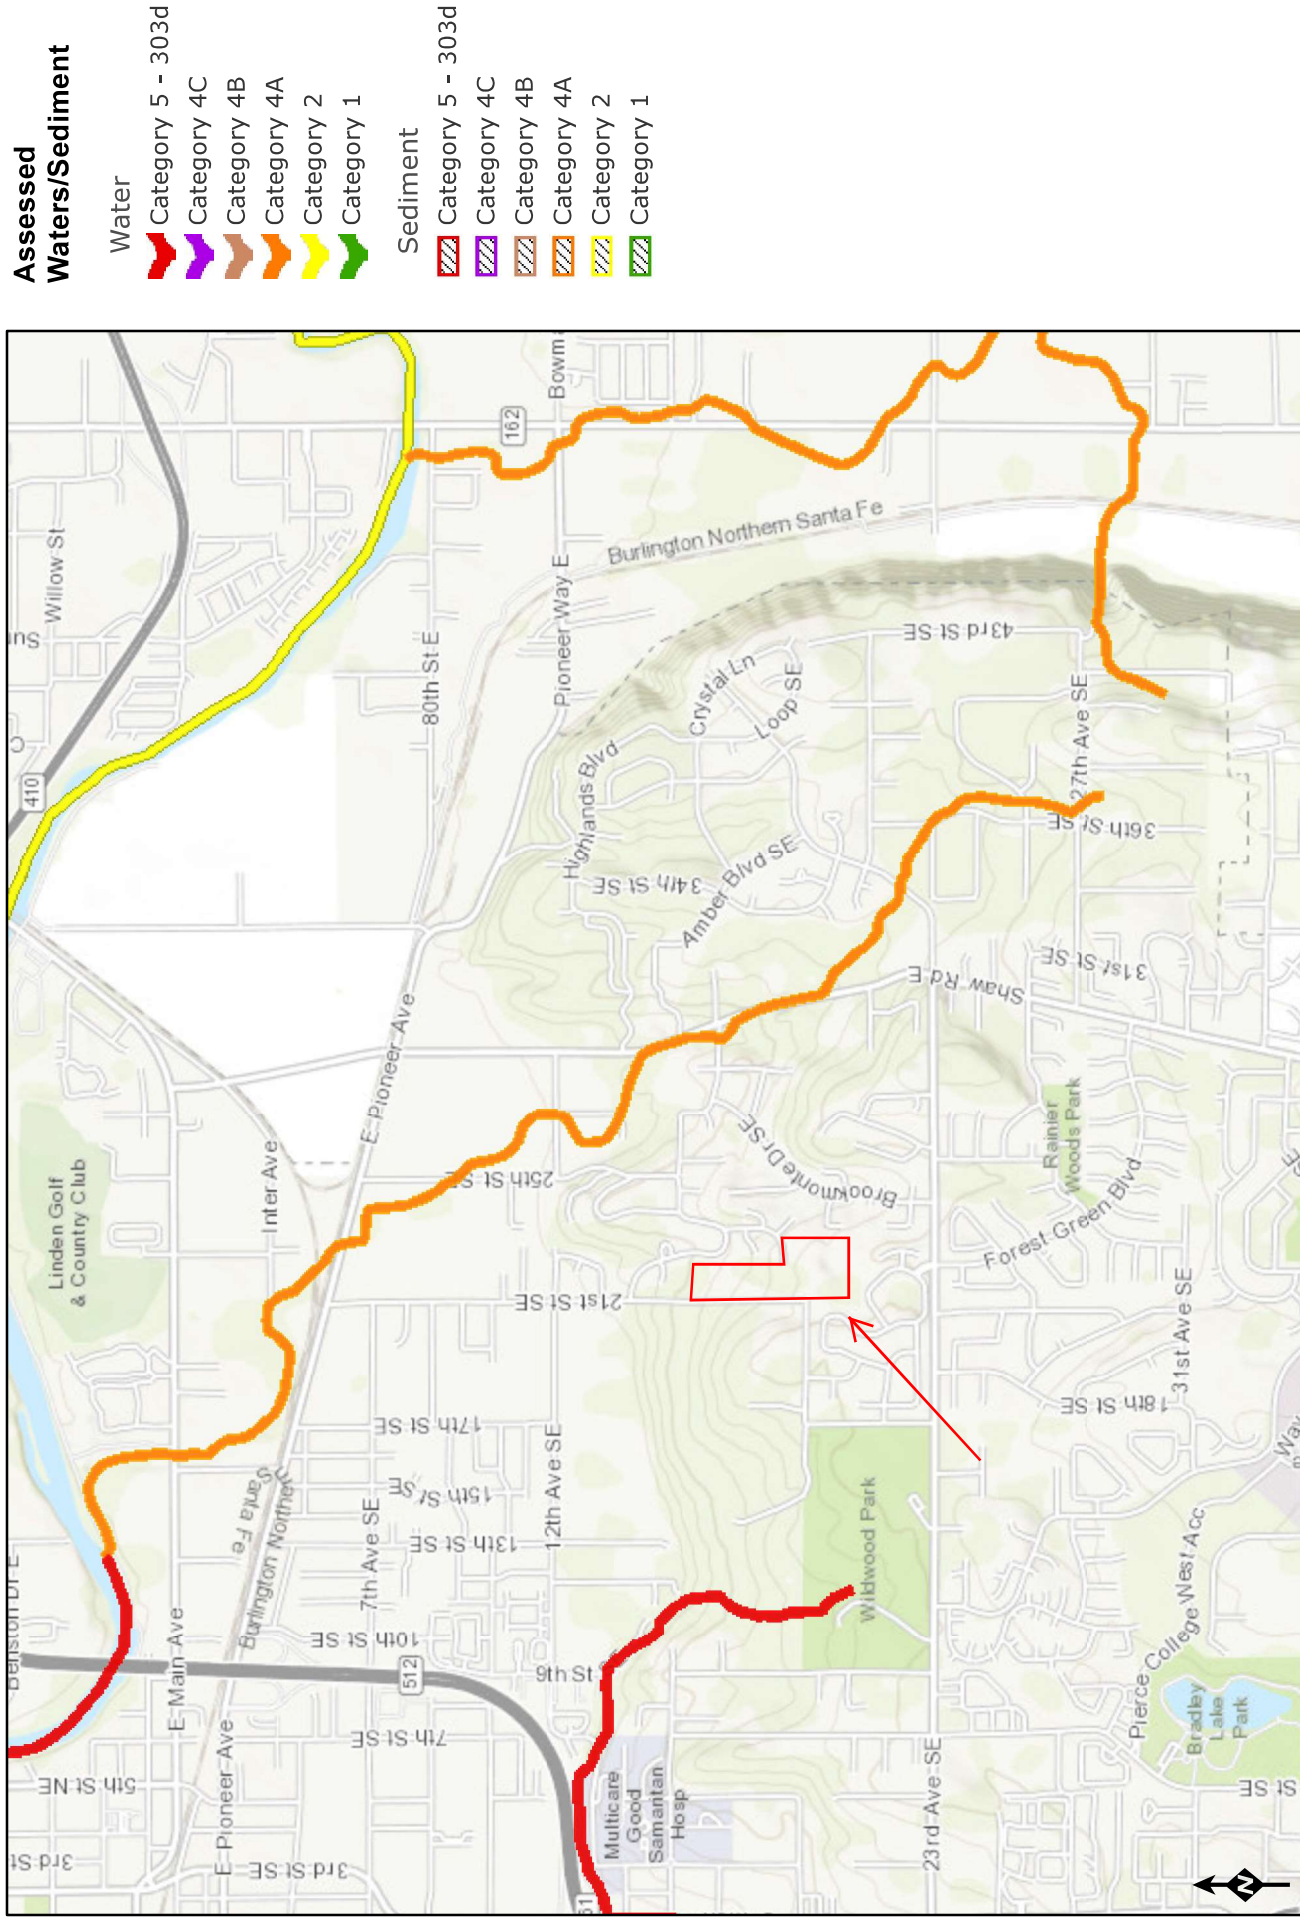 Assessed
Waters/Sediment
Water
Category 5 - 303d
Category 4C
Category 4B
Category 4A
Category 2
Category 1
Sediment
Category 5 - 303d
Category 4C
Category 4B
Category 4A
Category 2
Category 1
410
Willow St
162
80th St E
Pioneer Way E
Burlington Northern Santa Fe
Highlands Blvd
34th St SE
Amber Blvd SE
Crystal Ln
Loop SE
43rd St SE
27th Ave SE
36th St SE
31st St SE
Shaw Rd E
Linden Golf
& Country Club
Inter Ave
E Pioneer Ave
25th St SE
21st St SE
Brookmonte Dr SE
Rainier
Woods Park
Forest Green Blvd
31st Ave SE
18th St SE
E Main Ave
Burlington Northern
Santa Fe
17th St SE
15th St SE
13th St SE
12th Ave SE
7th Ave SE
10th St SE
512
7th St SE
9th St
Wildwood Park
Pierce College West Acc
Bradley
Lake
Park
5th St NE
E Pioneer Ave
3rd St SE
Multicare
Good
Samaritan
Hosp
23rd Ave SE
N